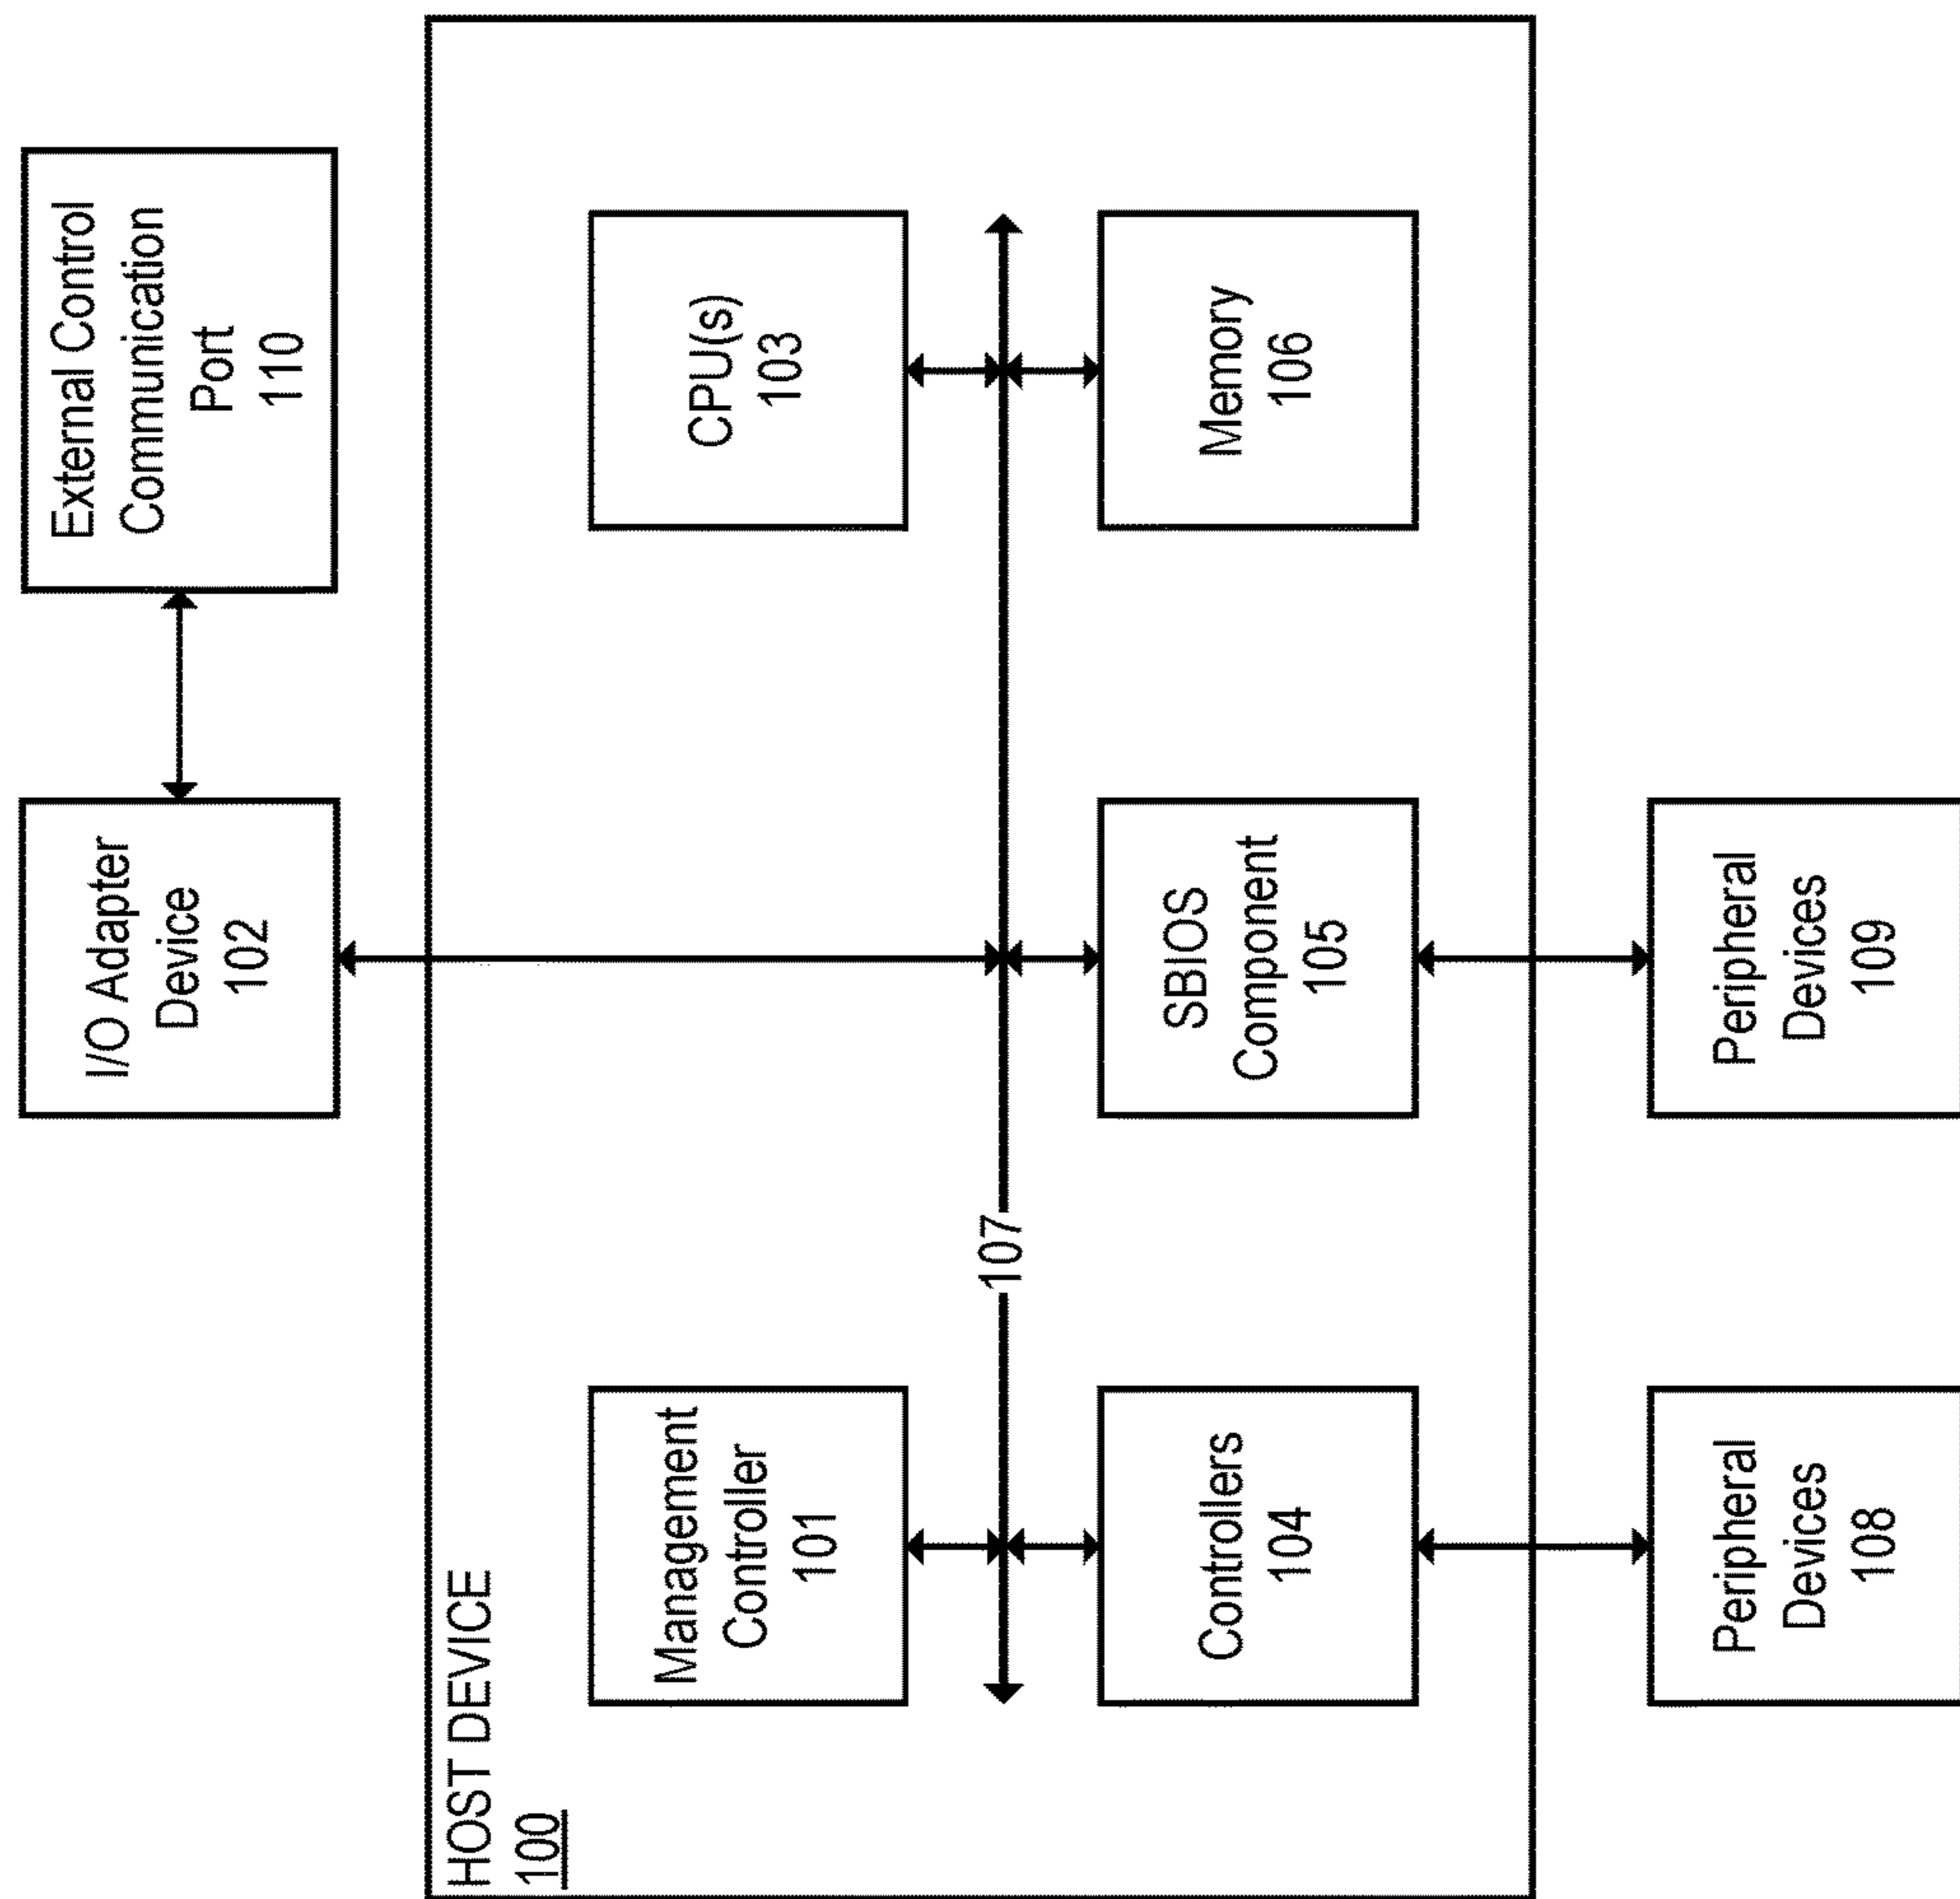 I/O Adapter
Device
102
External Control
Communication
Port
110
HOST DEVICE
100
Management
Controller
101
CPU(s)
103
107
Controllers
104
SBIOS
Component
105
Memory
106
Peripheral
Devices
108
Peripheral
Devices
109